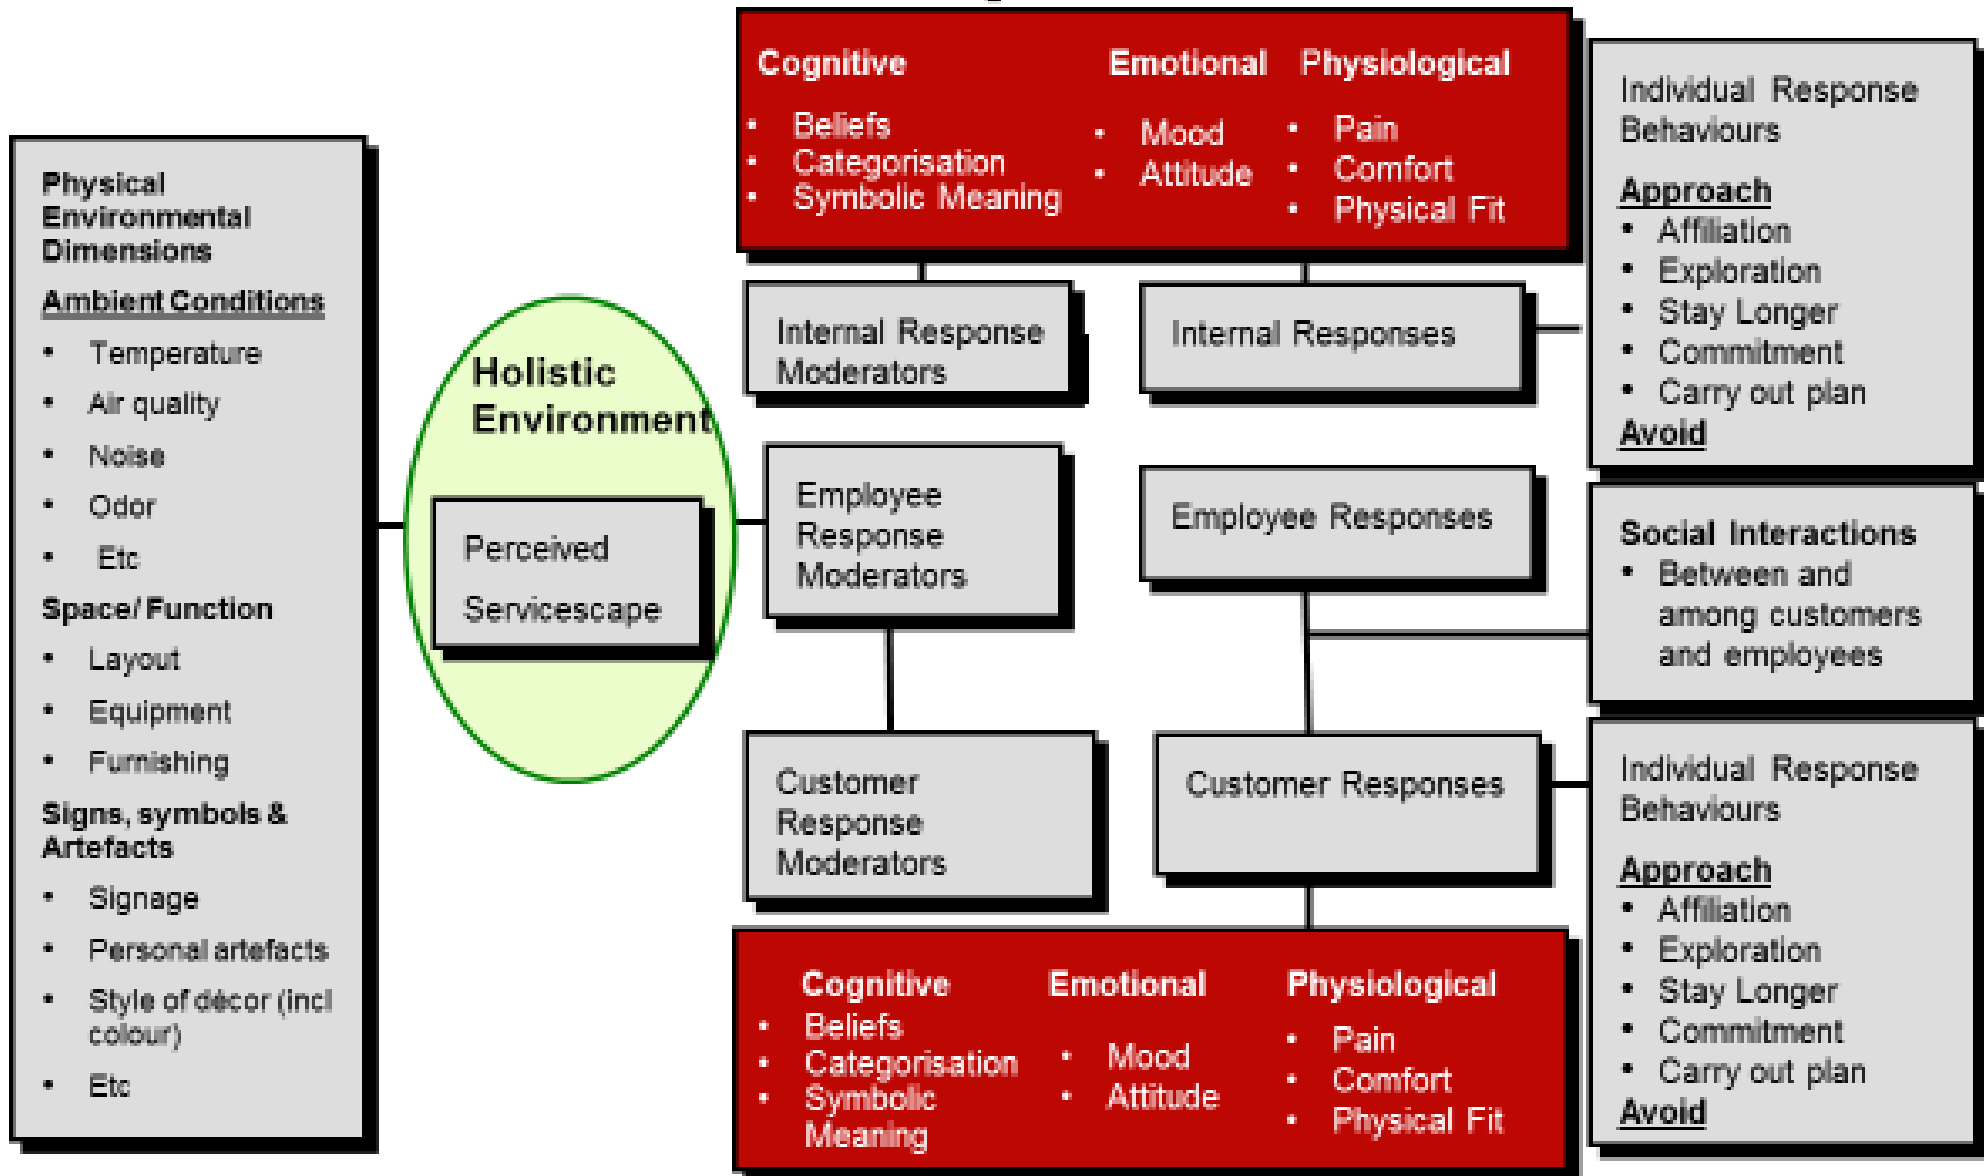 Physical
Environmental
Dimensions
Ambient Conditions
• Temperature
• Air quality
• Noise
• Odor
• Etc
Space/ Function
• Layout
• Equipment
• Furnishing
Signs, symbols &
Artefacts
• Signage
• Personal artefacts
• Style of décor (incl
colour)
• Etc
Holistic
Environment
Perceived
Servicescape
Cognitive
• Beliefs
• Categorisation
• Symbolic Meaning
Emotional
• Mood
• Attitude
Physiological
• Pain
• Comfort
• Physical Fit
Internal Response
Moderators
Internal Responses
Employee
Response
Moderators
Employee Responses
Customer
Response
Moderators
Customer Responses
Cognitive
• Beliefs
• Categorisation
• Symbolic
Meaning
Emotional
• Mood
• Attitude
Physiological
• Pain
• Comfort
• Physical Fit
Individual Response
Behaviours
Approach
• Affiliation
• Exploration
• Stay Longer
• Commitment
• Carry out plan
Avoid
Social Interactions
• Between and
among customers
and employees
Individual Response
Behaviours
Approach
• Affiliation
• Exploration
• Stay Longer
• Commitment
• Carry out plan
Avoid